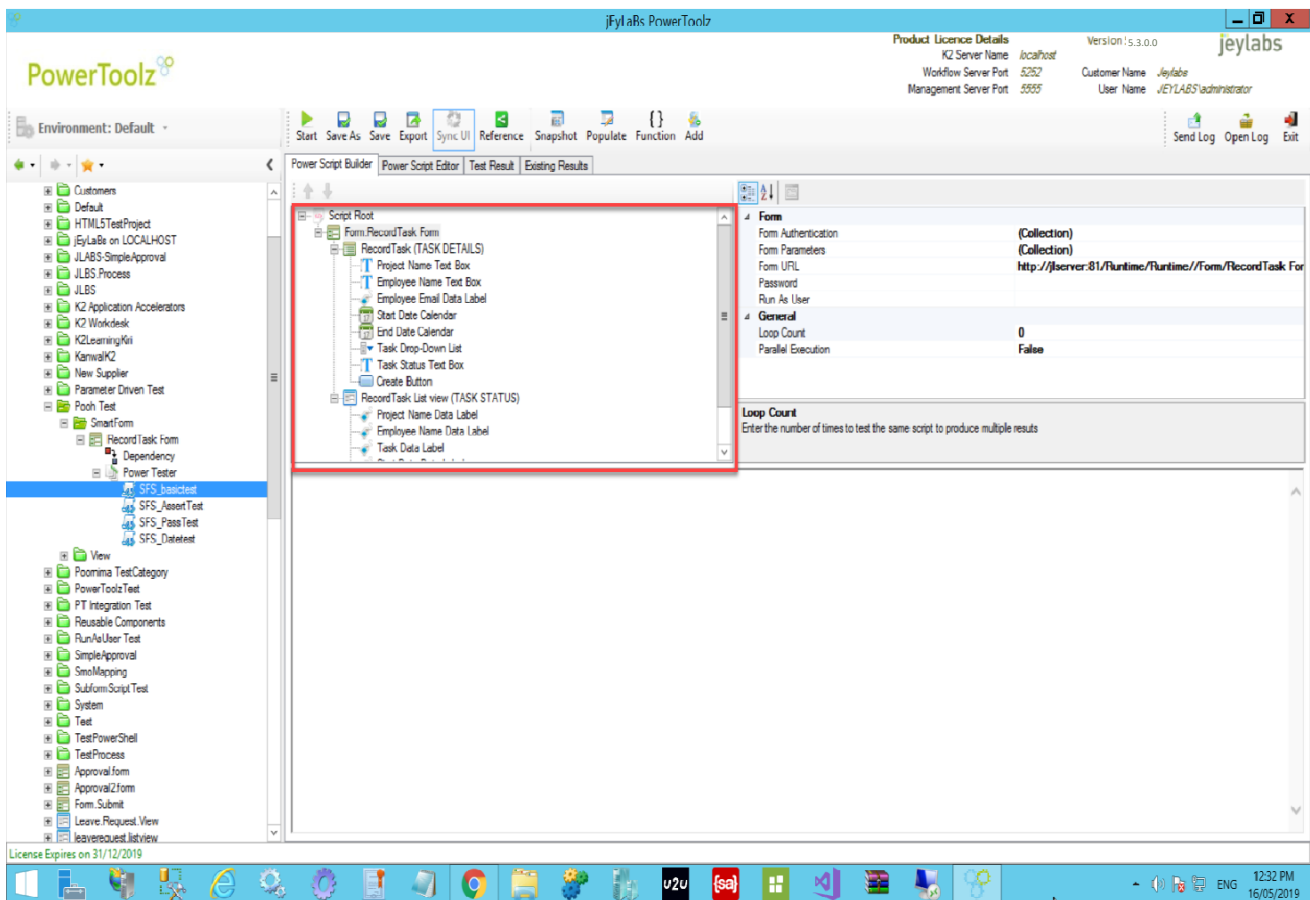 jEyLaBs PowerToolz
PowerToolz
Product Licence Details
K2 Server Name localhost
Workflow Server Port 5252
Management Server Port 5555
Version : 5.3.0.0
Customer Name Jeylabs
User Name JEYLABS\administrator
jeylabs
Environment: Default
Start Save As Save Export Sync UI Reference Snapshot Populate Function Add
Send Log Open Log Exit
Power Script Builder Power Script Editor Test Result Existing Results
Customers
Default
HTML5TestProject
jEyLaBs on LOCALHOST
JLABS-SimpleApproval
JLBS.Process
JLBS
K2 Application Accelerators
K2 Workdesk
K2LearningKiri
KanwalK2
New Supplier
Parameter Driven Test
Pooh Test
SmartForm
RecordTask Form
Dependency
Power Tester
SFS_basictest
SFS_AssertTest
SFS_PassTest
SFS_Datetest
View
Poornima TestCategory
PowerToolzTest
PT Integration Test
Reusable Components
RunAsUser Test
SimpleApproval
SmoMapping
SubformScriptTest
System
Test
TestPowerShell
TestProcess
Approval.form
Approval2.form
Form.Submit
Leave.Request.View
leaverequest.listview
Script Root
Form:RecordTask Form
RecordTask (TASK DETAILS)
Project Name Text Box
Employee Name Text Box
Employee Email Data Label
Start Date Calendar
End Date Calendar
Task Drop-Down List
Task Status Text Box
Create Button
RecordTask List view (TASK STATUS)
Project Name Data Label
Employee Name Data Label
Task Data Label
Form
Form Authentication (Collection)
Form Parameters (Collection)
Form URL http://jlserver:81/Runtime/Runtime//Form/RecordTask For
Password
Run As User
General
Loop Count 0
Parallel Execution False
Loop Count
Enter the number of times to test the same script to produce multiple resuts
License Expires on 31/12/2019
u2u
{sa}
ENG
12:32 PM
16/05/2019